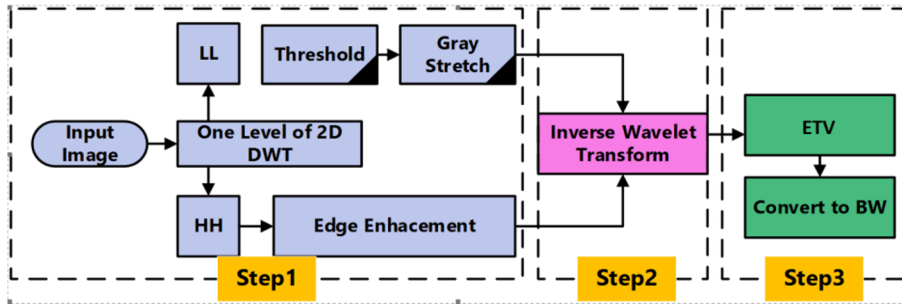 LL
Threshold
Gray
Stretch
Input
Image
One Level of 2D
DWT
HH
Edge Enhacement
Step1
Inverse Wavelet
Transform
Step2
ETV
Convert to BW
Step3